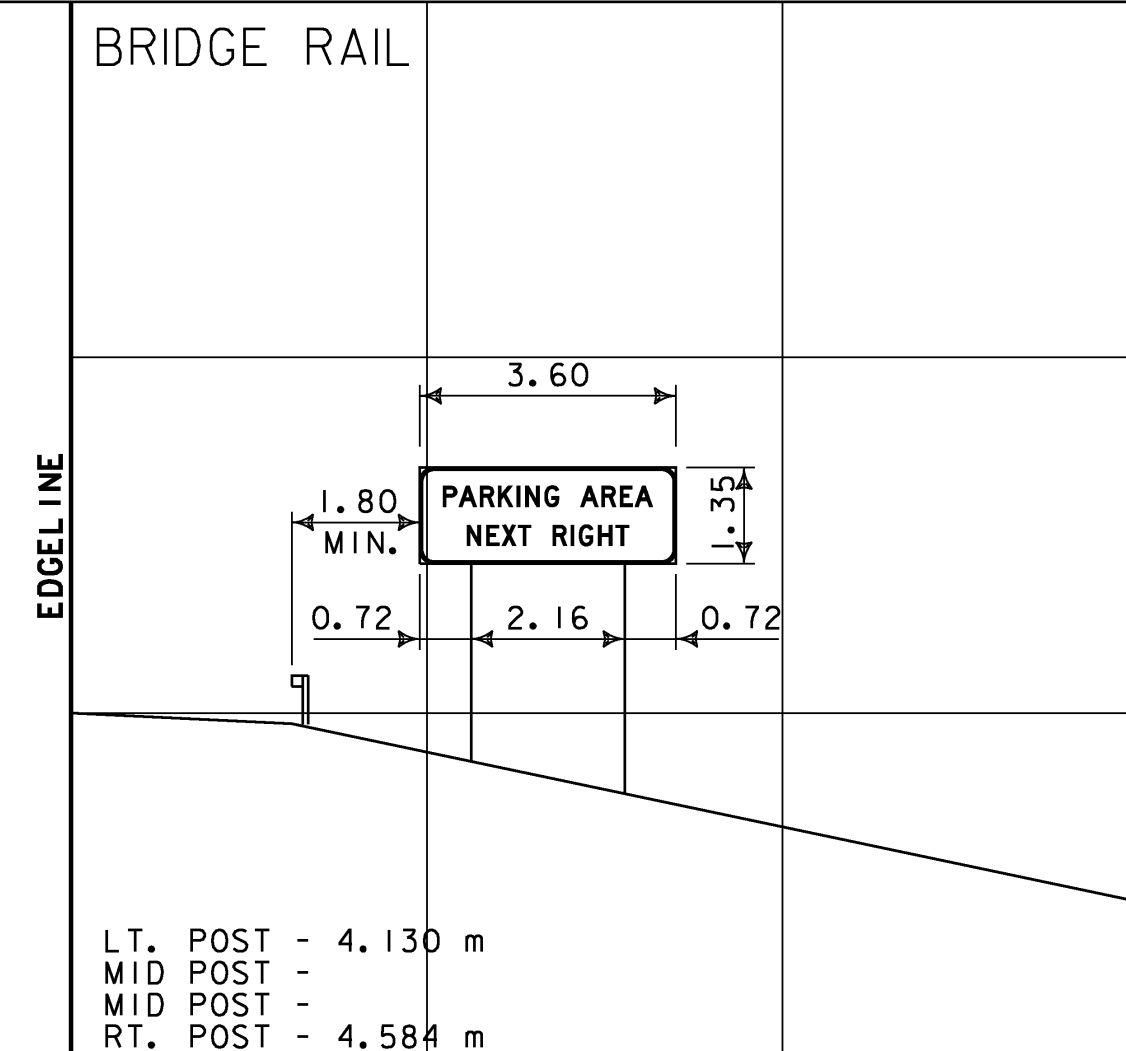 BRIDGE RAIL
3.60
EDGELINE
1.80
MIN.
PARKING AREA
NEXT RIGHT
1.35
0.72
2.16
0.72
LT. POST - 4.130 m
MID POST -
MID POST -
RT. POST - 4.584 m